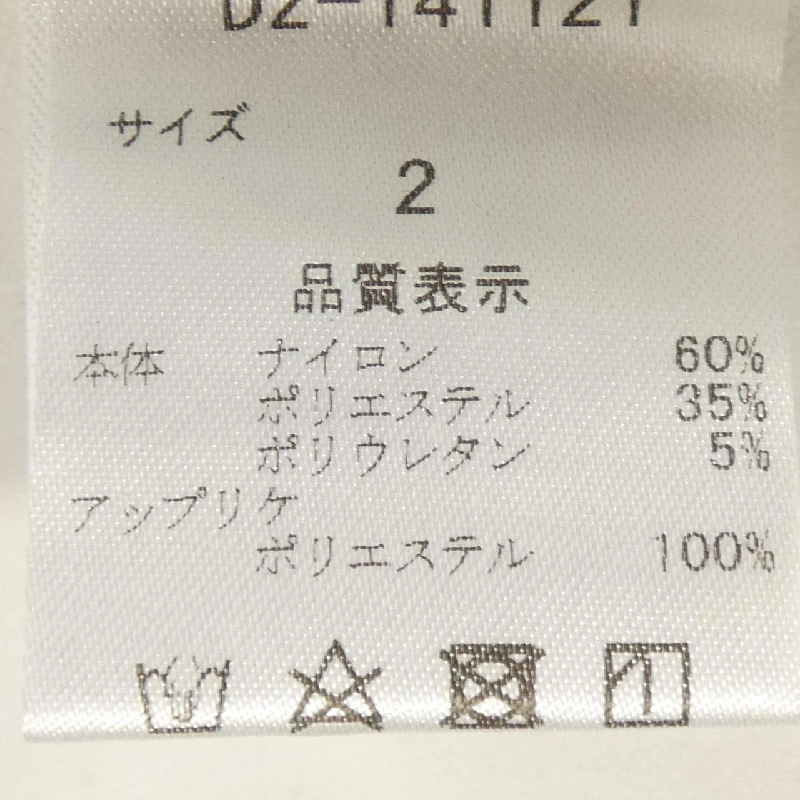 D2-141121
サイズ
2
品質表示
本体 ナイロン 60%
ポリエステル 35%
ポリウレタン 5%
アップリケ
ポリエステル 100%